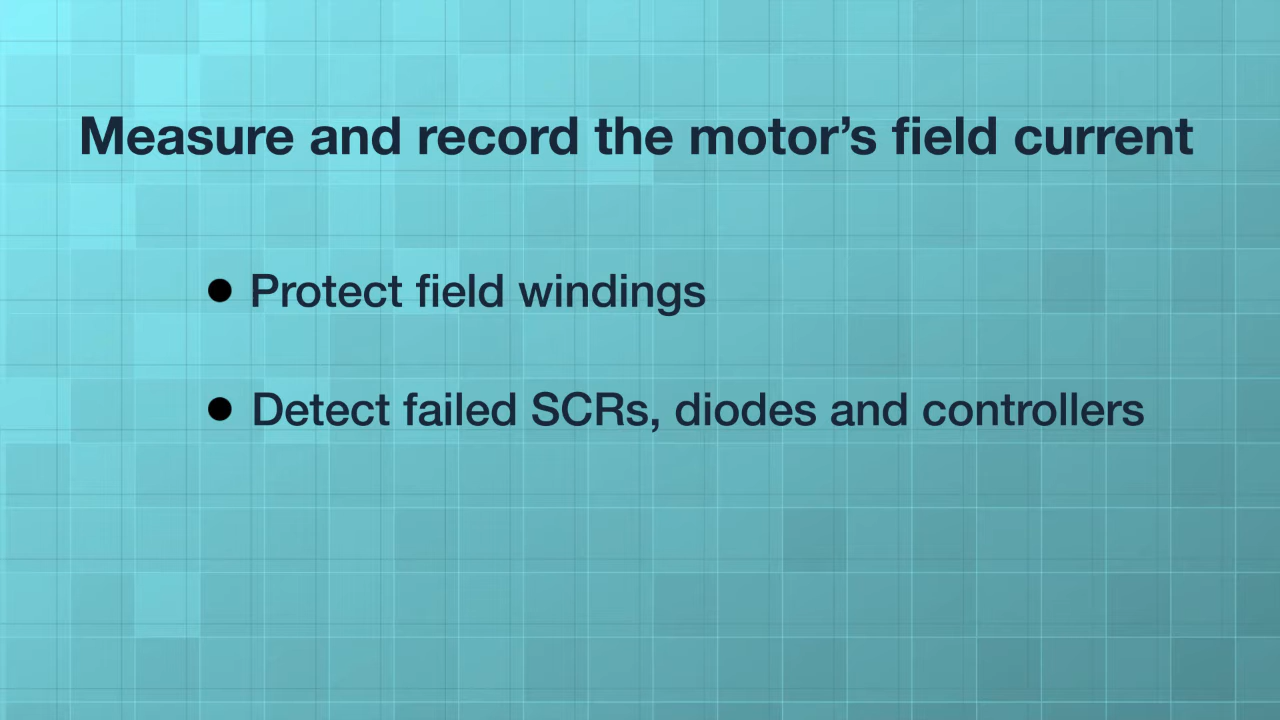 Measure and record the motor’s field current
● Protect field windings
● Detect failed SCRs, diodes and controllers